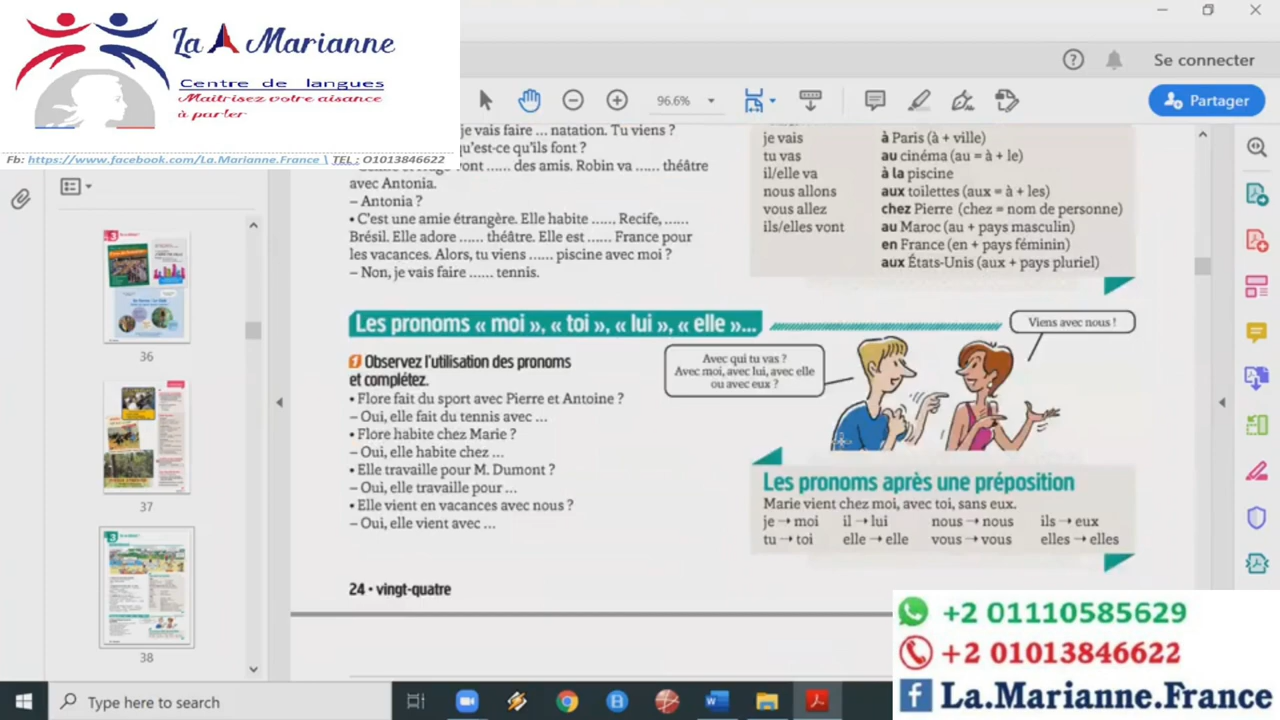 La Marianne
Centre de langues
Maîtrisez votre aisance
à parler
Fb: https://www.facebook.com/La.Marianne.France \ TEL : 01013846622
Se connecter
96.6%
Partager
je vais faire ... natation. Tu viens ?
qu'est-ce qu'ils font ?
vont ...... des amis. Robin va ...... théâtre
avec Antonia.
– Antonia ?
• C'est une amie étrangère. Elle habite ...... Recife, ......
Brésil. Elle adore ...... théâtre. Elle est ...... France pour
les vacances. Alors, tu viens ...... piscine avec moi ?
– Non, je vais faire ...... tennis.
je vais
tu vas
il/elle va
nous allons
vous allez
ils/elles vont
à Paris (à + ville)
au cinéma (au = à + le)
à la piscine
aux toilettes (aux = à + les)
chez Pierre (chez = nom de personne)
au Maroc (au + pays masculin)
en France (en + pays féminin)
aux États-Unis (aux + pays pluriel)
Les pronoms « moi », « toi », « lui », « elle »...
1 Observez l'utilisation des pronoms
et complétez.
• Flore fait du sport avec Pierre et Antoine ?
– Oui, elle fait du tennis avec ...
• Flore habite chez Marie ?
– Oui, elle habite chez ...
• Elle travaille pour M. Dumont ?
– Oui, elle travaille pour ...
• Elle vient en vacances avec nous ?
– Oui, elle vient avec ...
Avec qui tu vas ?
Avec moi, avec lui, avec elle
ou avec eux ?
Viens avec nous !
Les pronoms après une préposition
Marie vient chez moi, avec toi, sans eux.
je → moi il → lui nous → nous ils → eux
tu → toi elle → elle vous → vous elles → elles
24 • vingt-quatre
36
37
38
+2 01110585629
+2 01013846622
La.Marianne.France
Type here to search